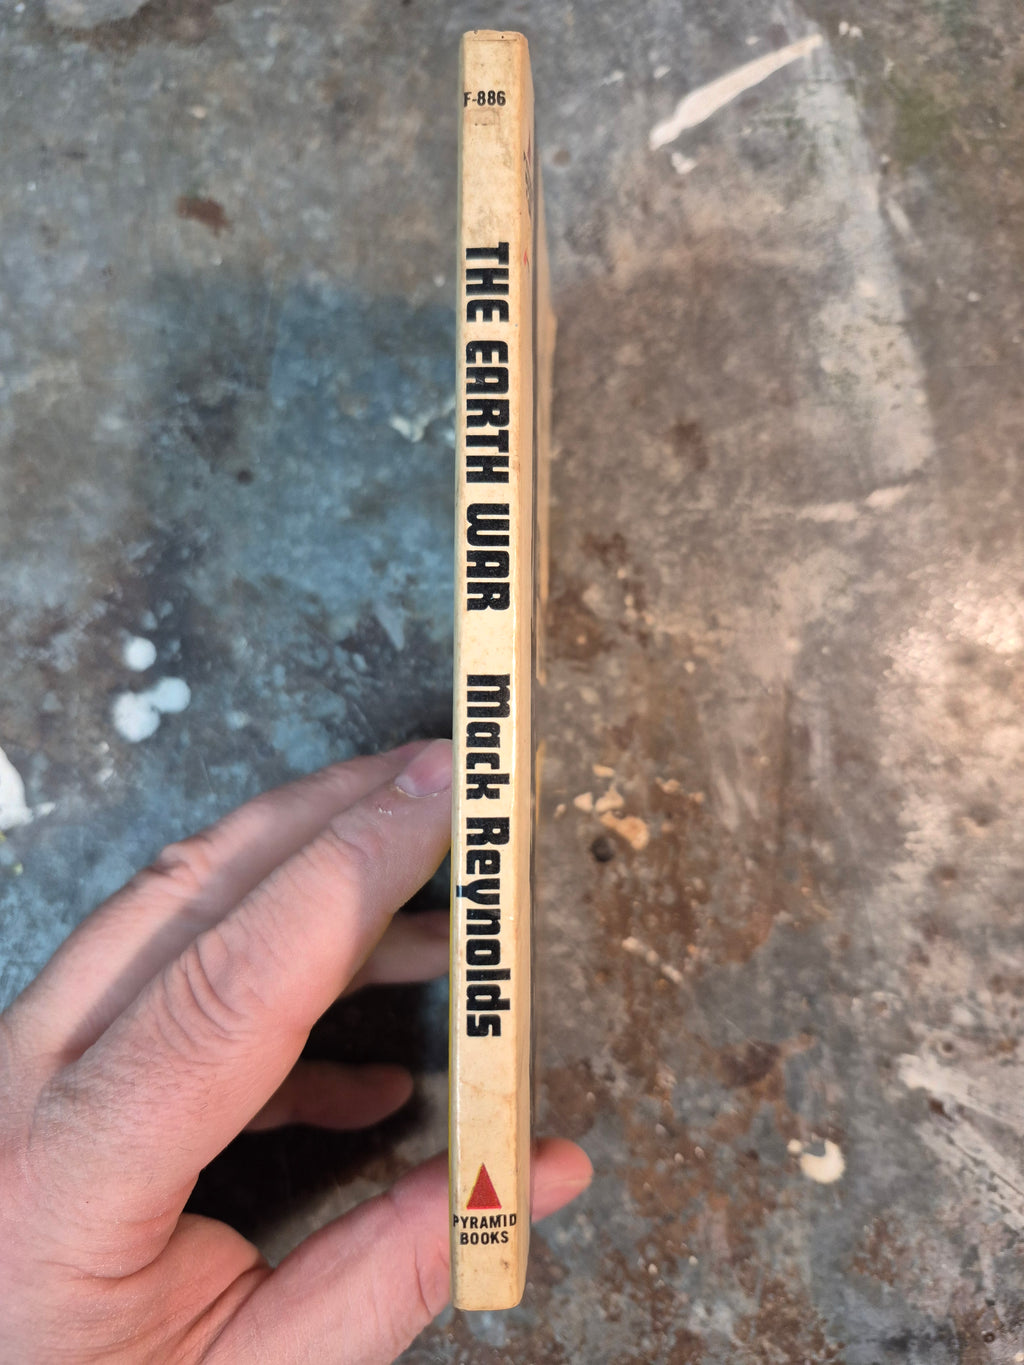 F-886
THE EARTH WAR Mack Reynolds
PYRAMID
BOOKS